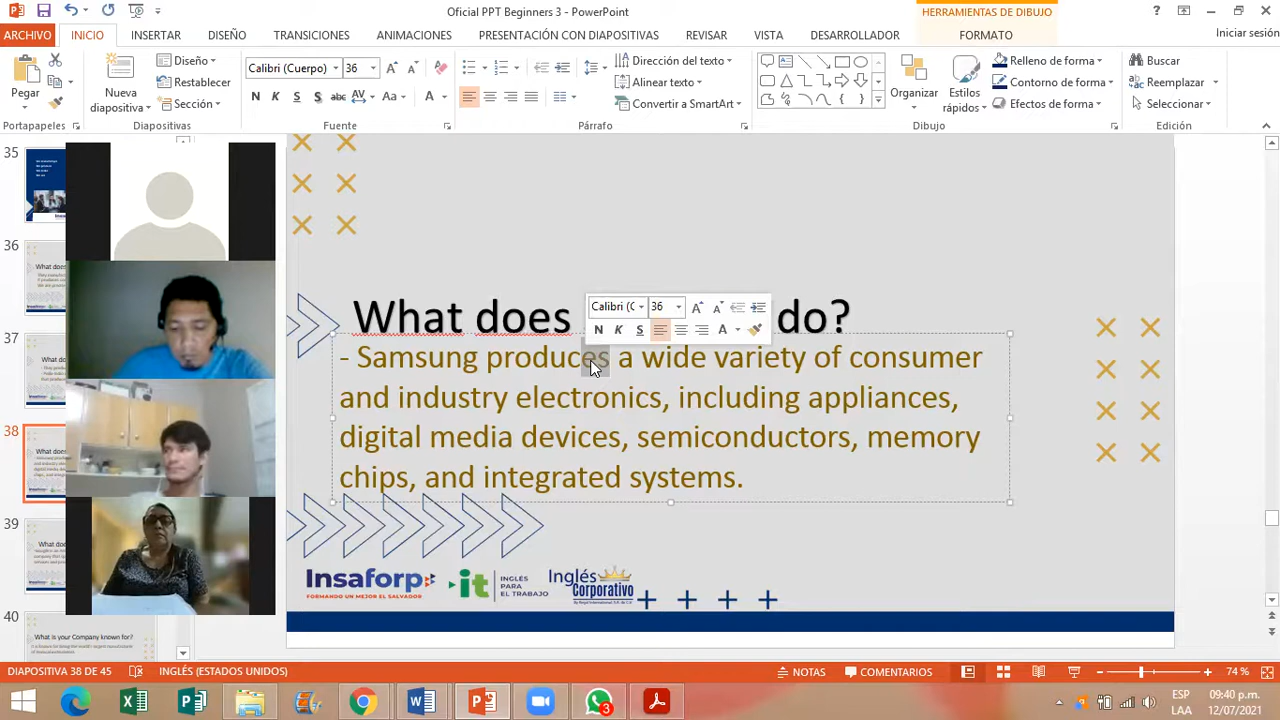 Oficial PPT Beginners 3 - PowerPoint
HERRAMIENTAS DE DIBUJO
ARCHIVO INICIO INSERTAR DISEÑO TRANSICIONES ANIMACIONES PRESENTACIÓN CON DIAPOSITIVAS REVISAR VISTA DESARROLLADOR FORMATO Iniciar sesión
Calibri (Cuerpo) 36
Pegar
Nueva diapositiva
Diseño
Restablecer
Sección
N K S S abc AV Aa A
Dirección del texto
Alinear texto
Convertir a SmartArt
Organizar
Estilos rápidos
Relleno de forma
Contorno de forma
Efectos de forma
Buscar
Reemplazar
Seleccionar
Portapapeles Diapositivas Fuente Párrafo Dibujo Edición
35
36
37
38
39
40
What is your Company known for?
Calibri (C 36
N K S
What does do?
- Samsung produces a wide variety of consumer
and industry electronics, including appliances,
digital media devices, semiconductors, memory
chips, and integrated systems.
Insaforp
FORMANDO UN MEJOR EL SALVADOR
it INGLÉS PARA EL TRABAJO
Inglés Corporativo
DIAPOSITIVA 38 DE 45 INGLÉS (ESTADOS UNIDOS) NOTAS COMENTARIOS 74 %
3
ESP
LAA
09:40 p.m.
12/07/2021